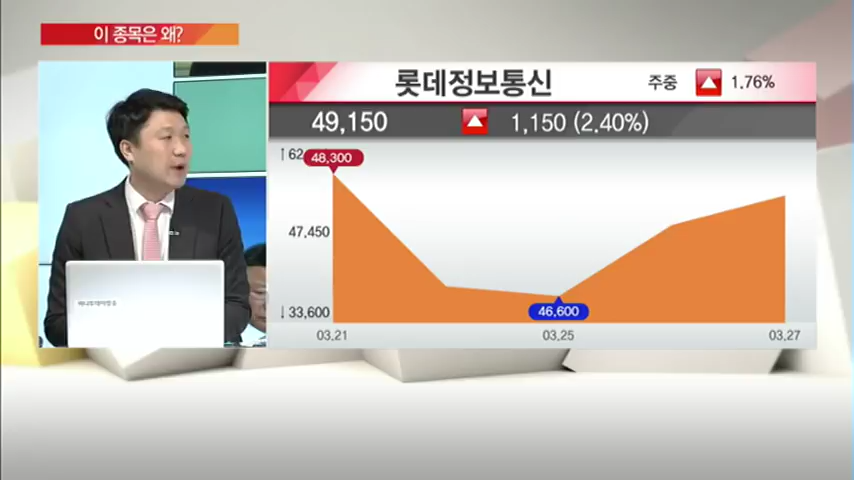 이 종목은 왜?
롯데정보통신
주중 1.76%
49,150 1,150 (2.40%)
↑62
48,300
47,450
46,600
↓33,600
03.21 03.25 03.27